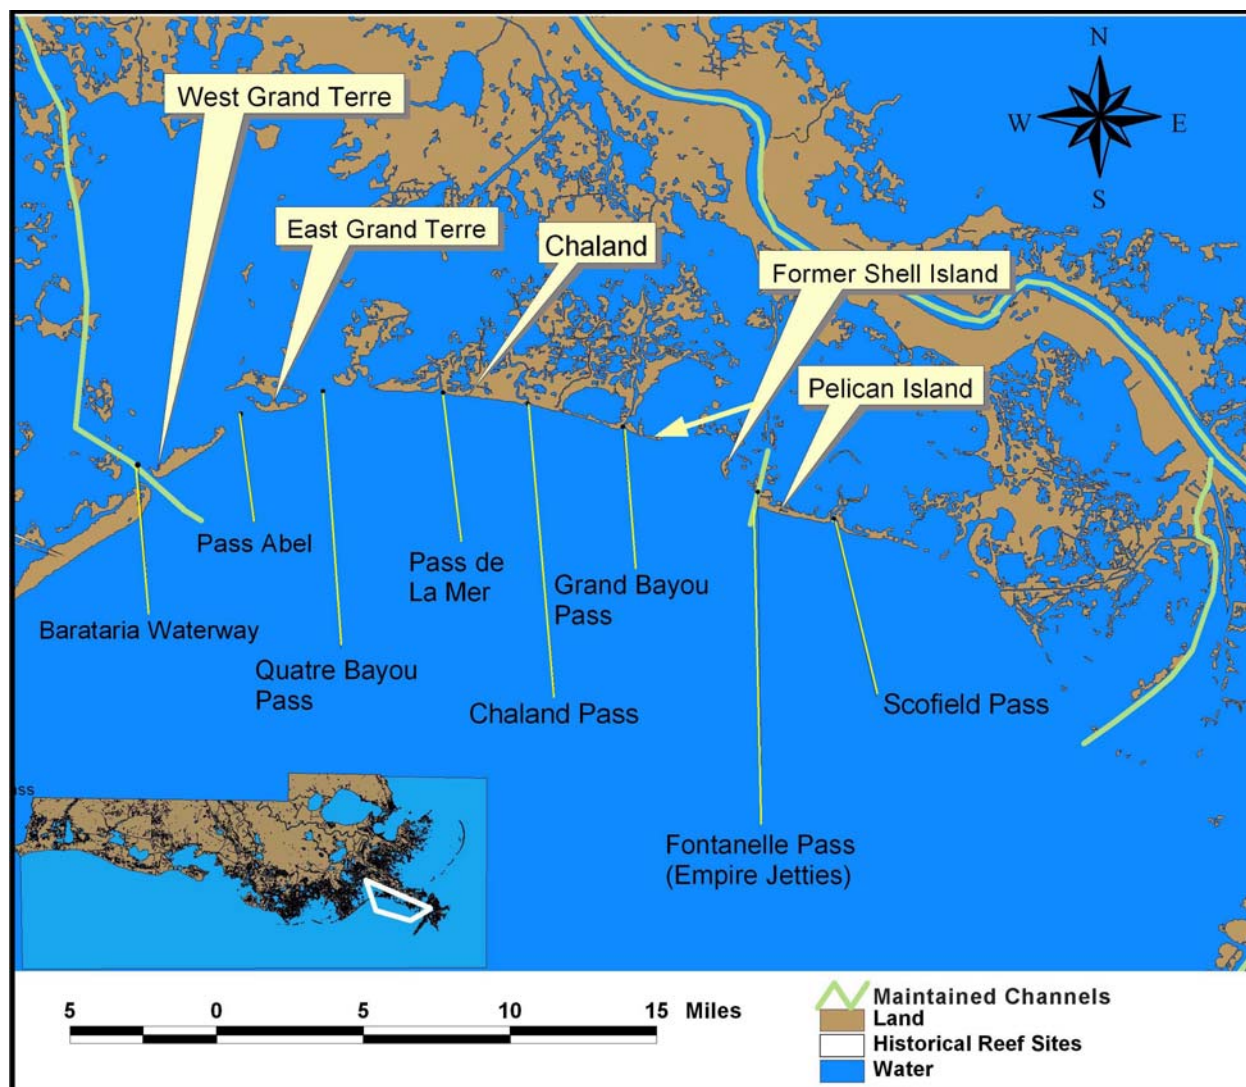 N
W
E
S
West Grand Terre
East Grand Terre
Chaland
Former Shell Island
Pelican Island
Pass Abel
Barataria Waterway
Quatre Bayou
Pass
Pass de
La Mer
Chaland Pass
Grand Bayou
Pass
Scofield Pass
Fontanelle Pass
(Empire Jetties)
5 0 5 10 15 Miles
Maintained Channels
Land
Historical Reef Sites
Water